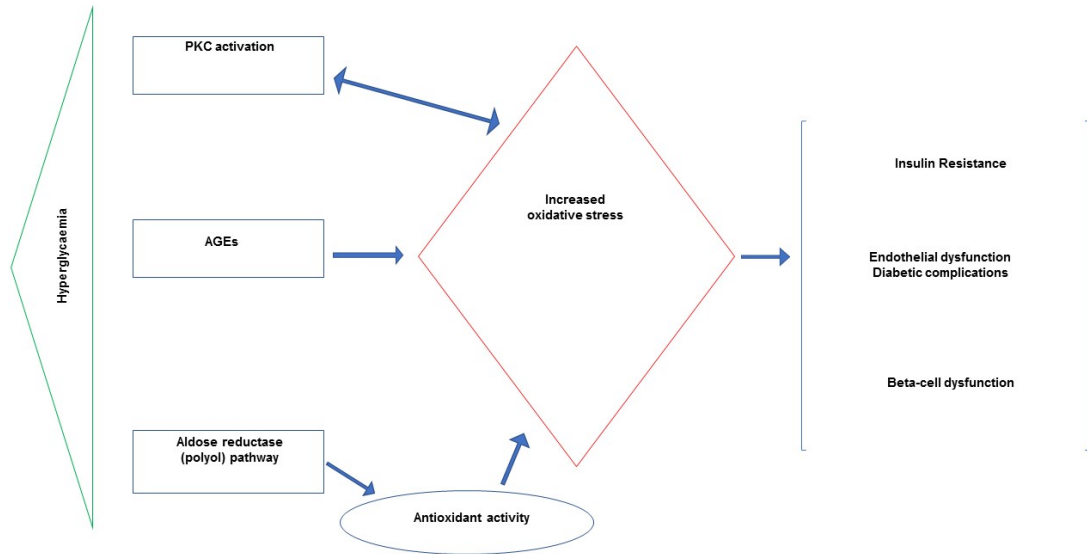 Hyperglycaemia
PKC activation
AGEs
Aldose reductase
(polyol) pathway
Antioxidant activity
Increased
oxidative stress
Insulin Resistance
Endothelial dysfunction
Diabetic complications
Beta-cell dysfunction